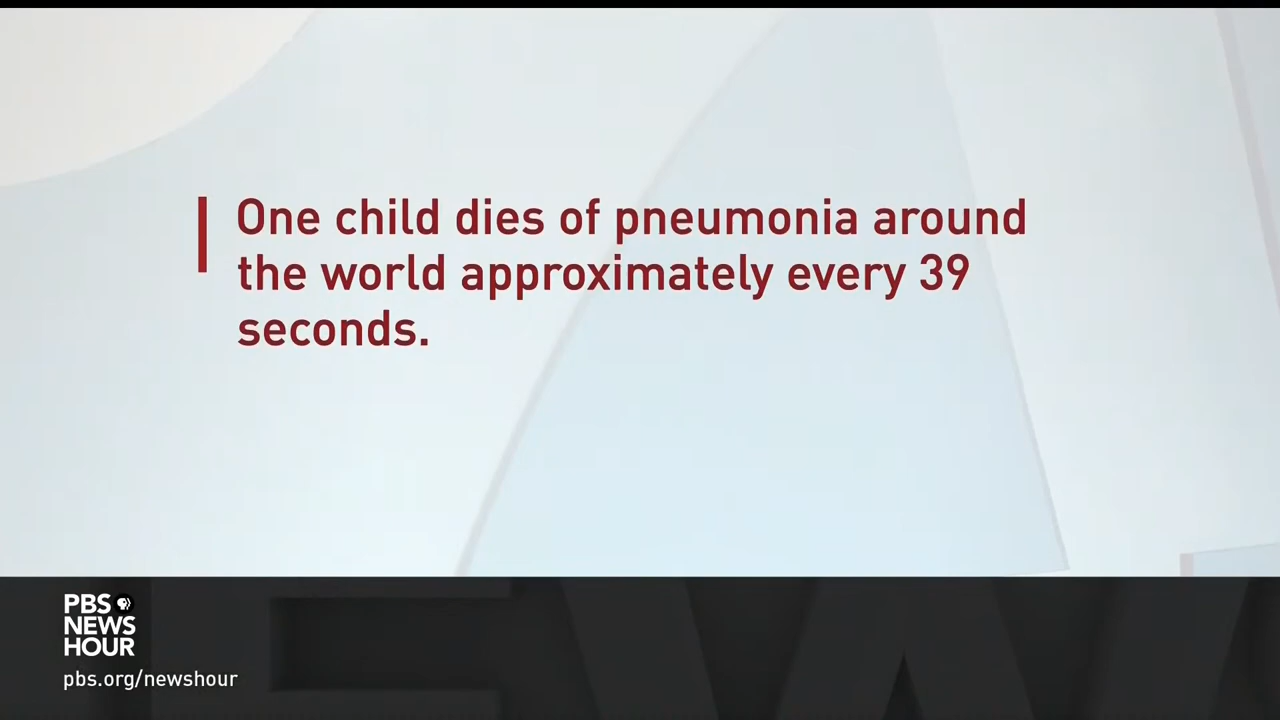 One child dies of pneumonia around
the world approximately every 39
seconds.
PBS
NEWS
HOUR
pbs.org/newshour